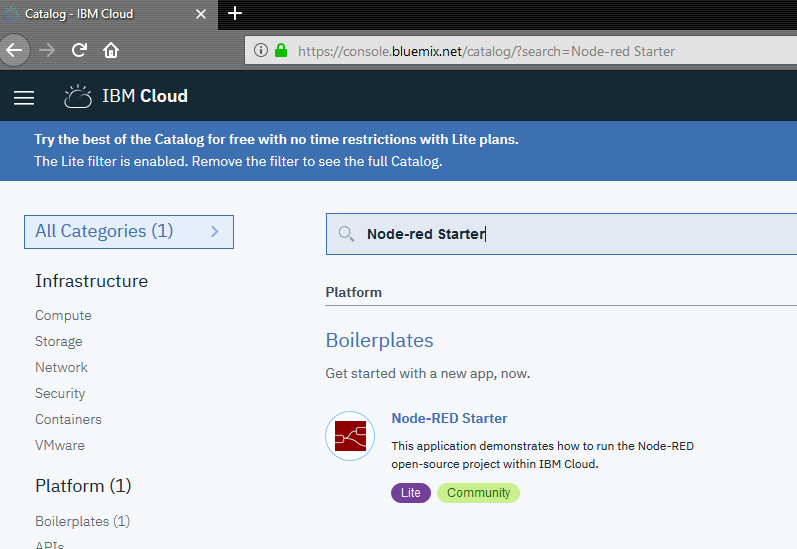 Catalog - IBM Cloud
https://console.bluemix.net/catalog/?search=Node-red Starter
IBM Cloud
Try the best of the Catalog for free with no time restrictions with Lite plans.
The Lite filter is enabled. Remove the filter to see the full Catalog.
All Categories (1)
Infrastructure
Compute
Storage
Network
Security
Containers
VMware
Platform (1)
Boilerplates (1)
APIs
Node-red Starter
Platform
Boilerplates
Get started with a new app, now.
Node-RED Starter
This application demonstrates how to run the Node-RED
open-source project within IBM Cloud.
Lite
Community